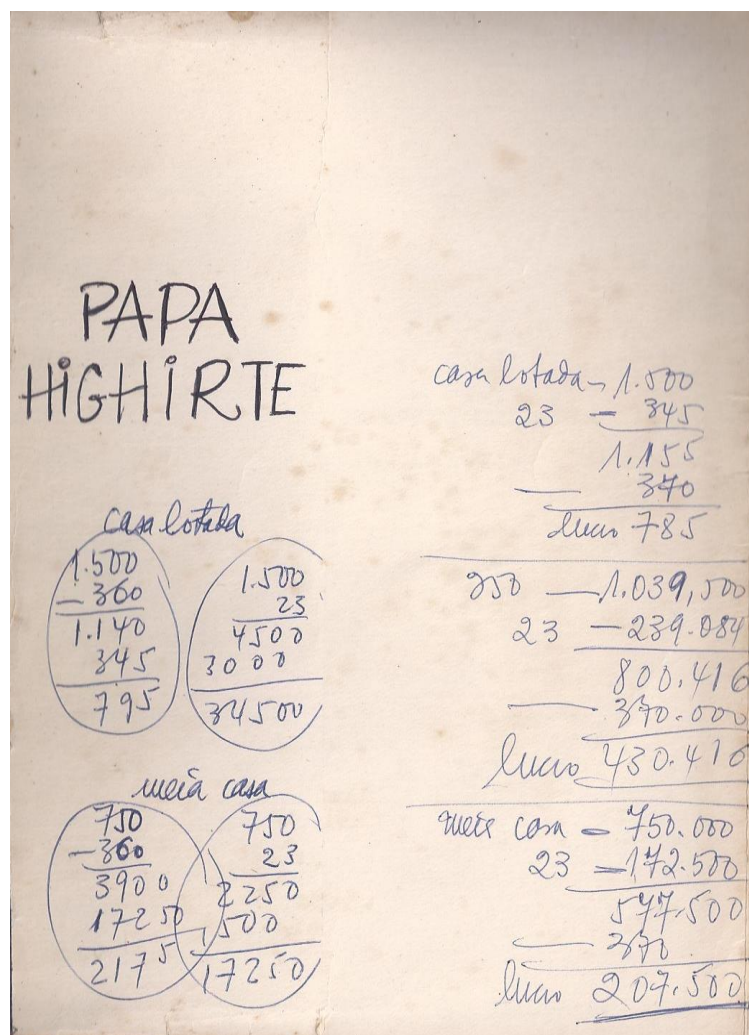 PAPA
HIGHIRTE
casa lotada
1.500
- 360
1.140
345
795
1.500
23
4500
3000
34500
meia casa
750
- 360
3900
17250
2175
750
23
2250
1500
17250
casa lotada - 1.500
23 - 345
1.155
— 370
lucro 785
250 — 1.039,500
23 - 239.084
800.416
— 370.000
lucro 430.416
meia casa - 750.000
23 - 172.500
577.500
— 370
lucro 207.500